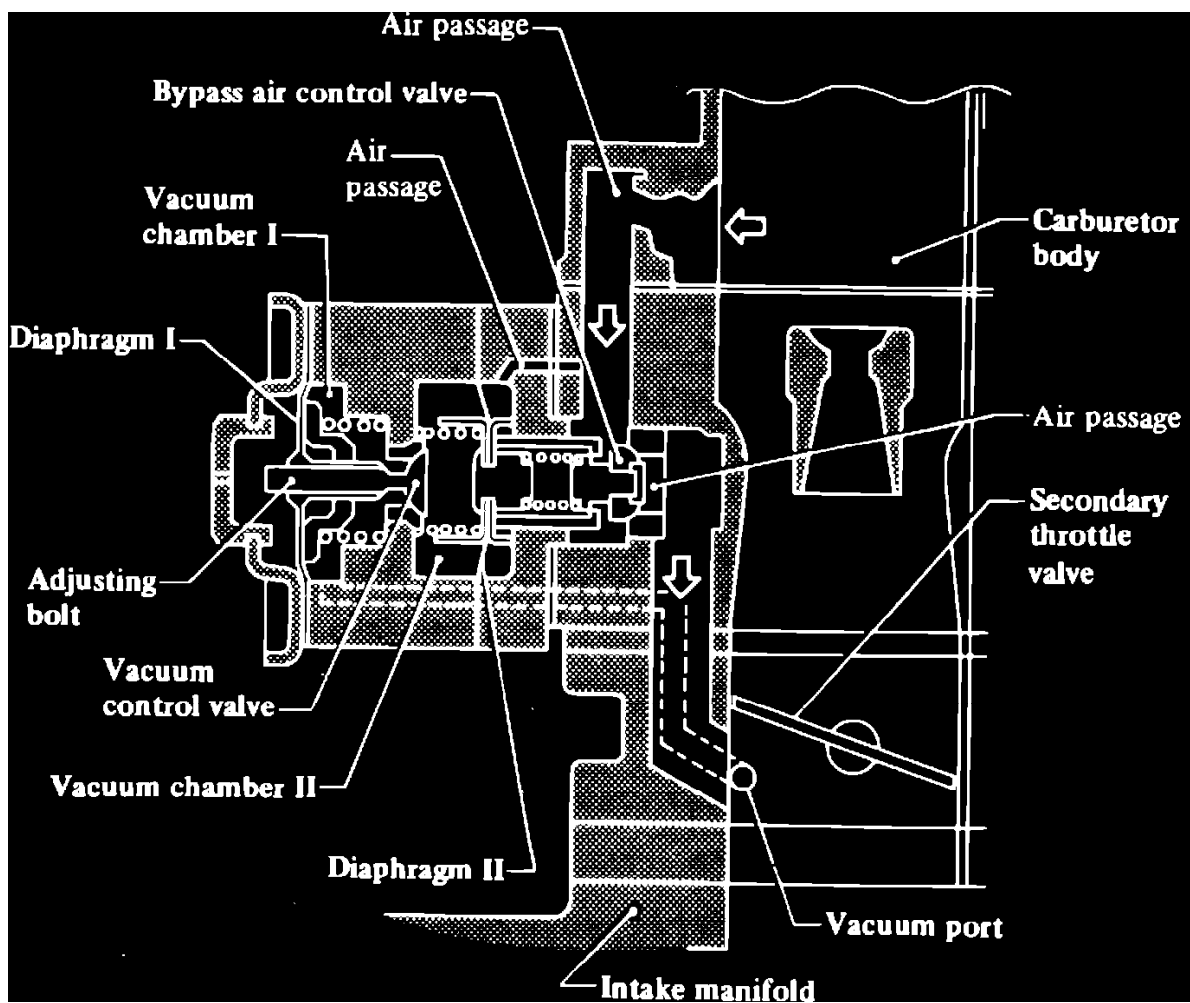 Air passage
Bypass air control valve
Air
passage
Vacuum
chamber I
Carburetor
body
Diaphragm I
Air passage
Secondary
throttle
valve
Adjusting
bolt
Vacuum
control valve
Vacuum chamber II
Diaphragm II
Vacuum port
Intake manifold